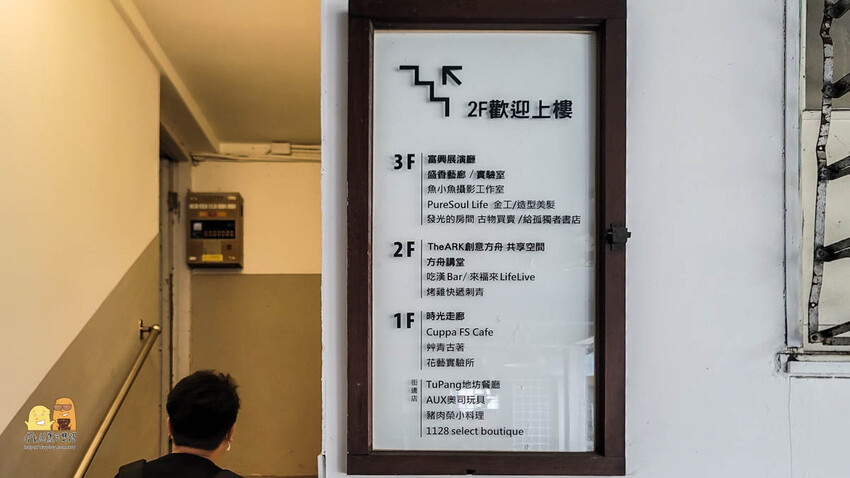 2F歡迎上樓
3F
富興展演廳
盛香藝廊 / 實驗室
魚小魚攝影工作室
PureSoul Life 金工/造型美髮
發光的房間 古物買賣 /給孤獨者書店
2F
TheARK創意方舟 共享空間
方舟講堂
吃漢 Bar/ 來福來 LifeLive
烤雞快遞刺青
1F
時光走廊
Cuppa FS Cafe
艸青古著
花藝實驗所
街邊店
TuPang地坊餐廳
AUX奧司玩具
豬肉榮小料理
1128 select boutique